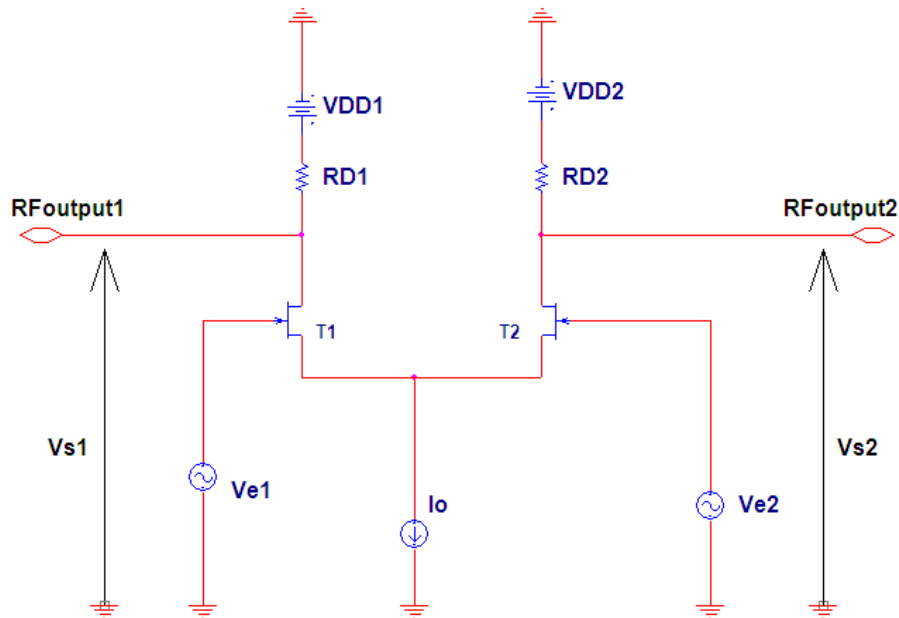 VDD1
VDD2
RD1
RD2
RFoutput1
RFoutput2
T1
T2
Vs1
Vs2
Ve1
Io
Ve2